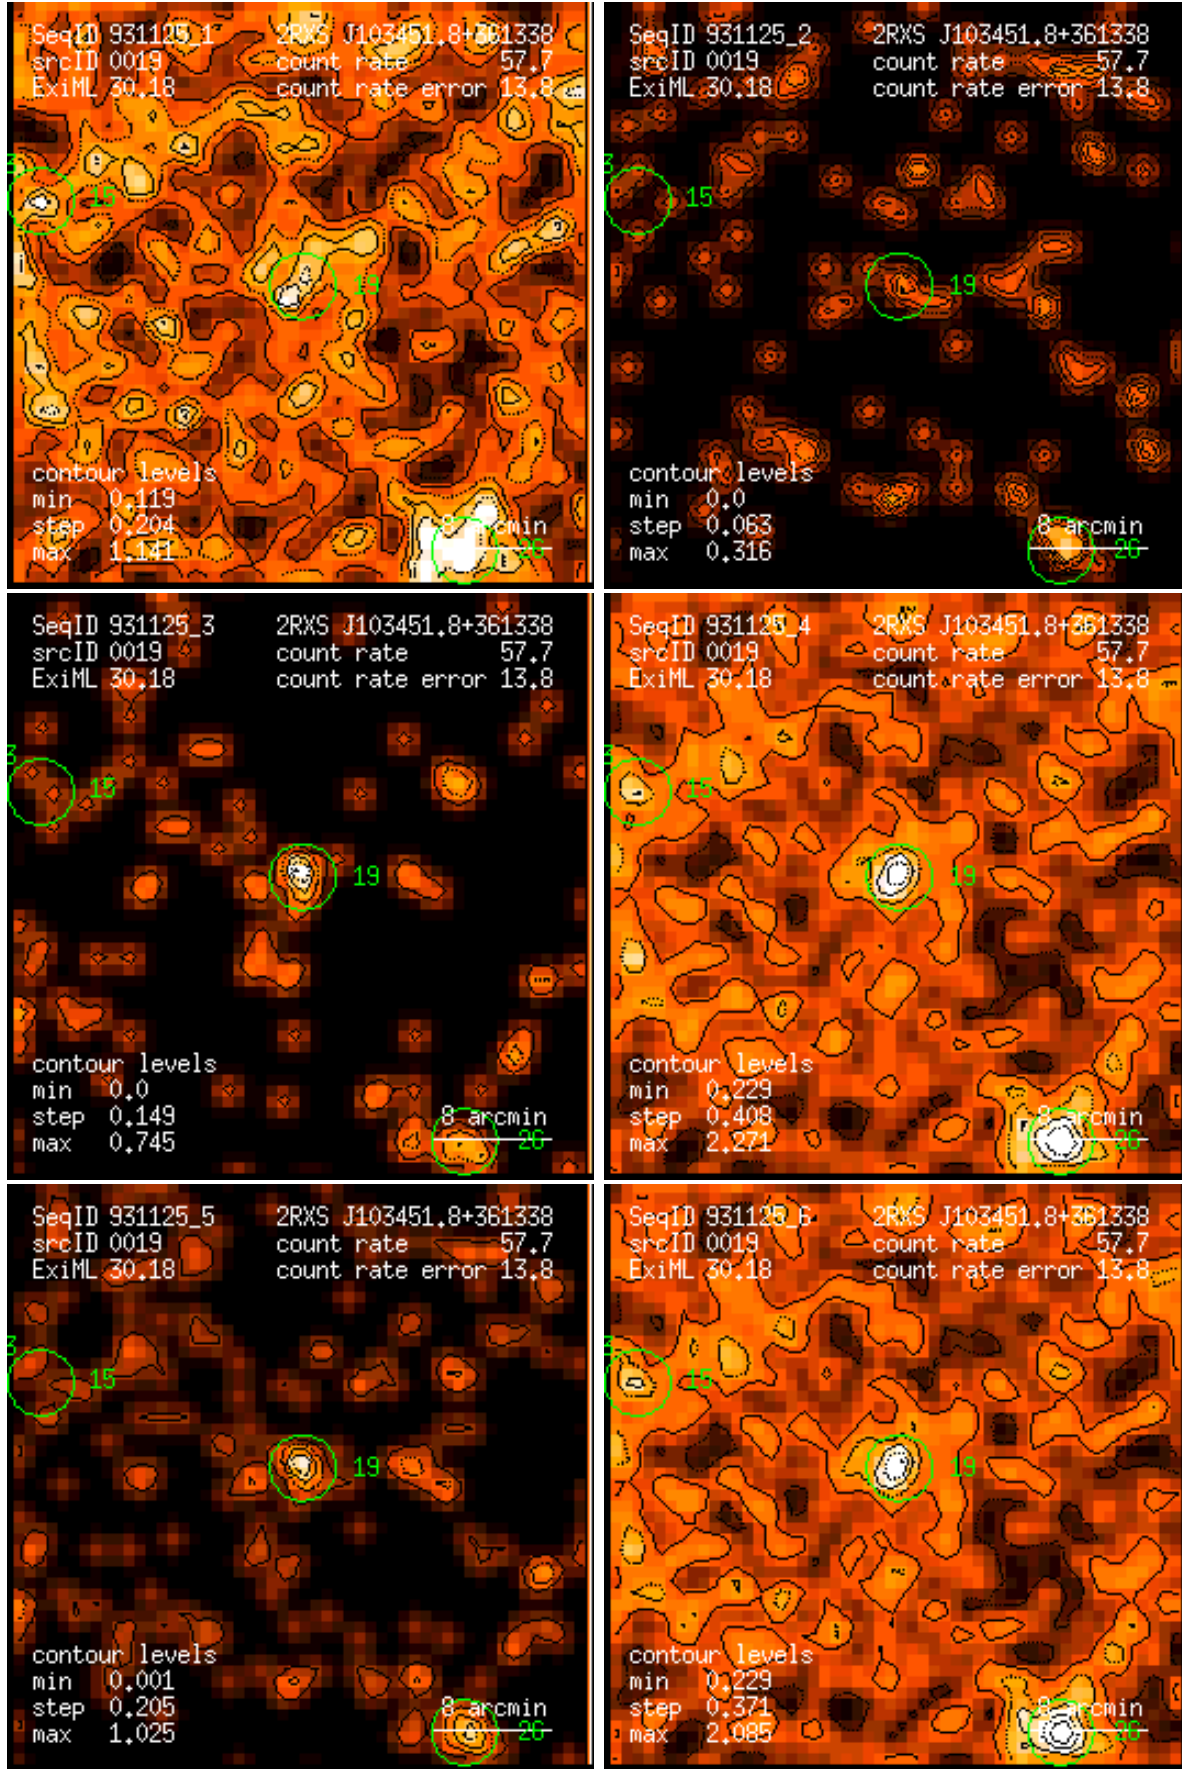 SeqID 931125_1 2RXS J103451.8+361338
srcID 0019 count rate 57.7
ExiML 30.18 count rate error 13.8
3
15
19
contour levels
min 0.119
step 0.204
max 1.141
8 arcmin
26
SeqID 931125_2 2RXS J103451.8+361338
srcID 0019 count rate 57.7
ExiML 30.18 count rate error 13.8
3
15
19
contour levels
min 0.0
step 0.063
max 0.316
8 arcmin
26
SeqID 931125_3 2RXS J103451.8+361338
srcID 0019 count rate 57.7
ExiML 30.18 count rate error 13.8
3
15
19
contour levels
min 0.0
step 0.149
max 0.745
8 arcmin
26
SeqID 931125_4 2RXS J103451.8+361338
srcID 0019 count rate 57.7
ExiML 30.18 count rate error 13.8
3
15
19
contour levels
min 0.229
step 0.408
max 2.271
8 arcmin
26
SeqID 931125_5 2RXS J103451.8+361338
srcID 0019 count rate 57.7
ExiML 30.18 count rate error 13.8
3
15
19
contour levels
min 0.001
step 0.205
max 1.025
8 arcmin
26
SeqID 931125_6 2RXS J103451.8+361338
srcID 0019 count rate 57.7
ExiML 30.18 count rate error 13.8
3
15
19
contour levels
min 0.229
step 0.371
max 2.085
8 arcmin
26